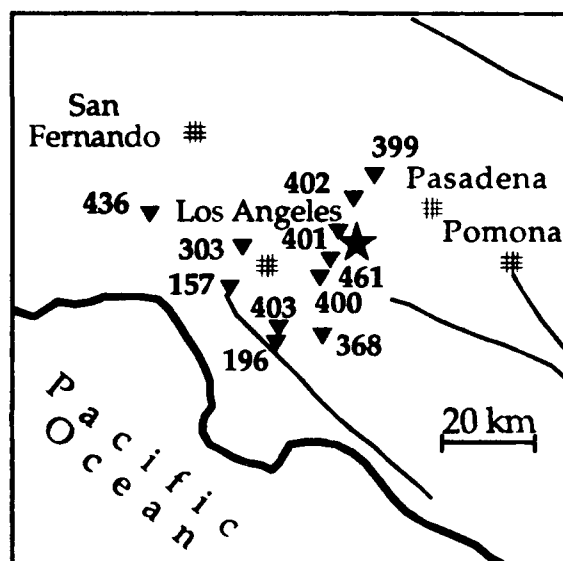 San
Fernando
399
402
Pasadena
436
Los Angeles
401
Pomona
303
461
157
400
403
368
196
20 km
Pacific
Ocean